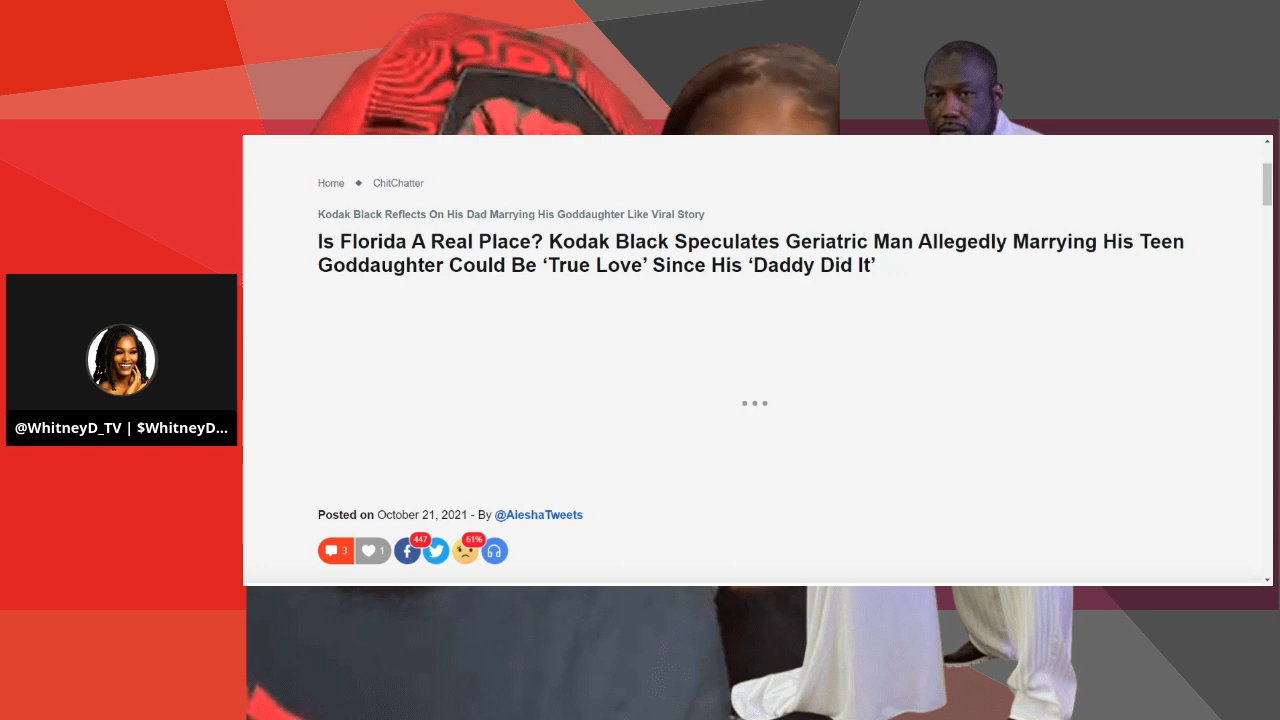 Home ◆ ChitChatter
Kodak Black Reflects On His Dad Marrying His Goddaughter Like Viral Story
Is Florida A Real Place? Kodak Black Speculates Geriatric Man Allegedly Marrying His Teen
Goddaughter Could Be ‘True Love’ Since His ‘Daddy Did It’
@WhitneyD_TV | $WhitneyD...
Posted on October 21, 2021 - By @AieshaTweets
3 1 447 61%